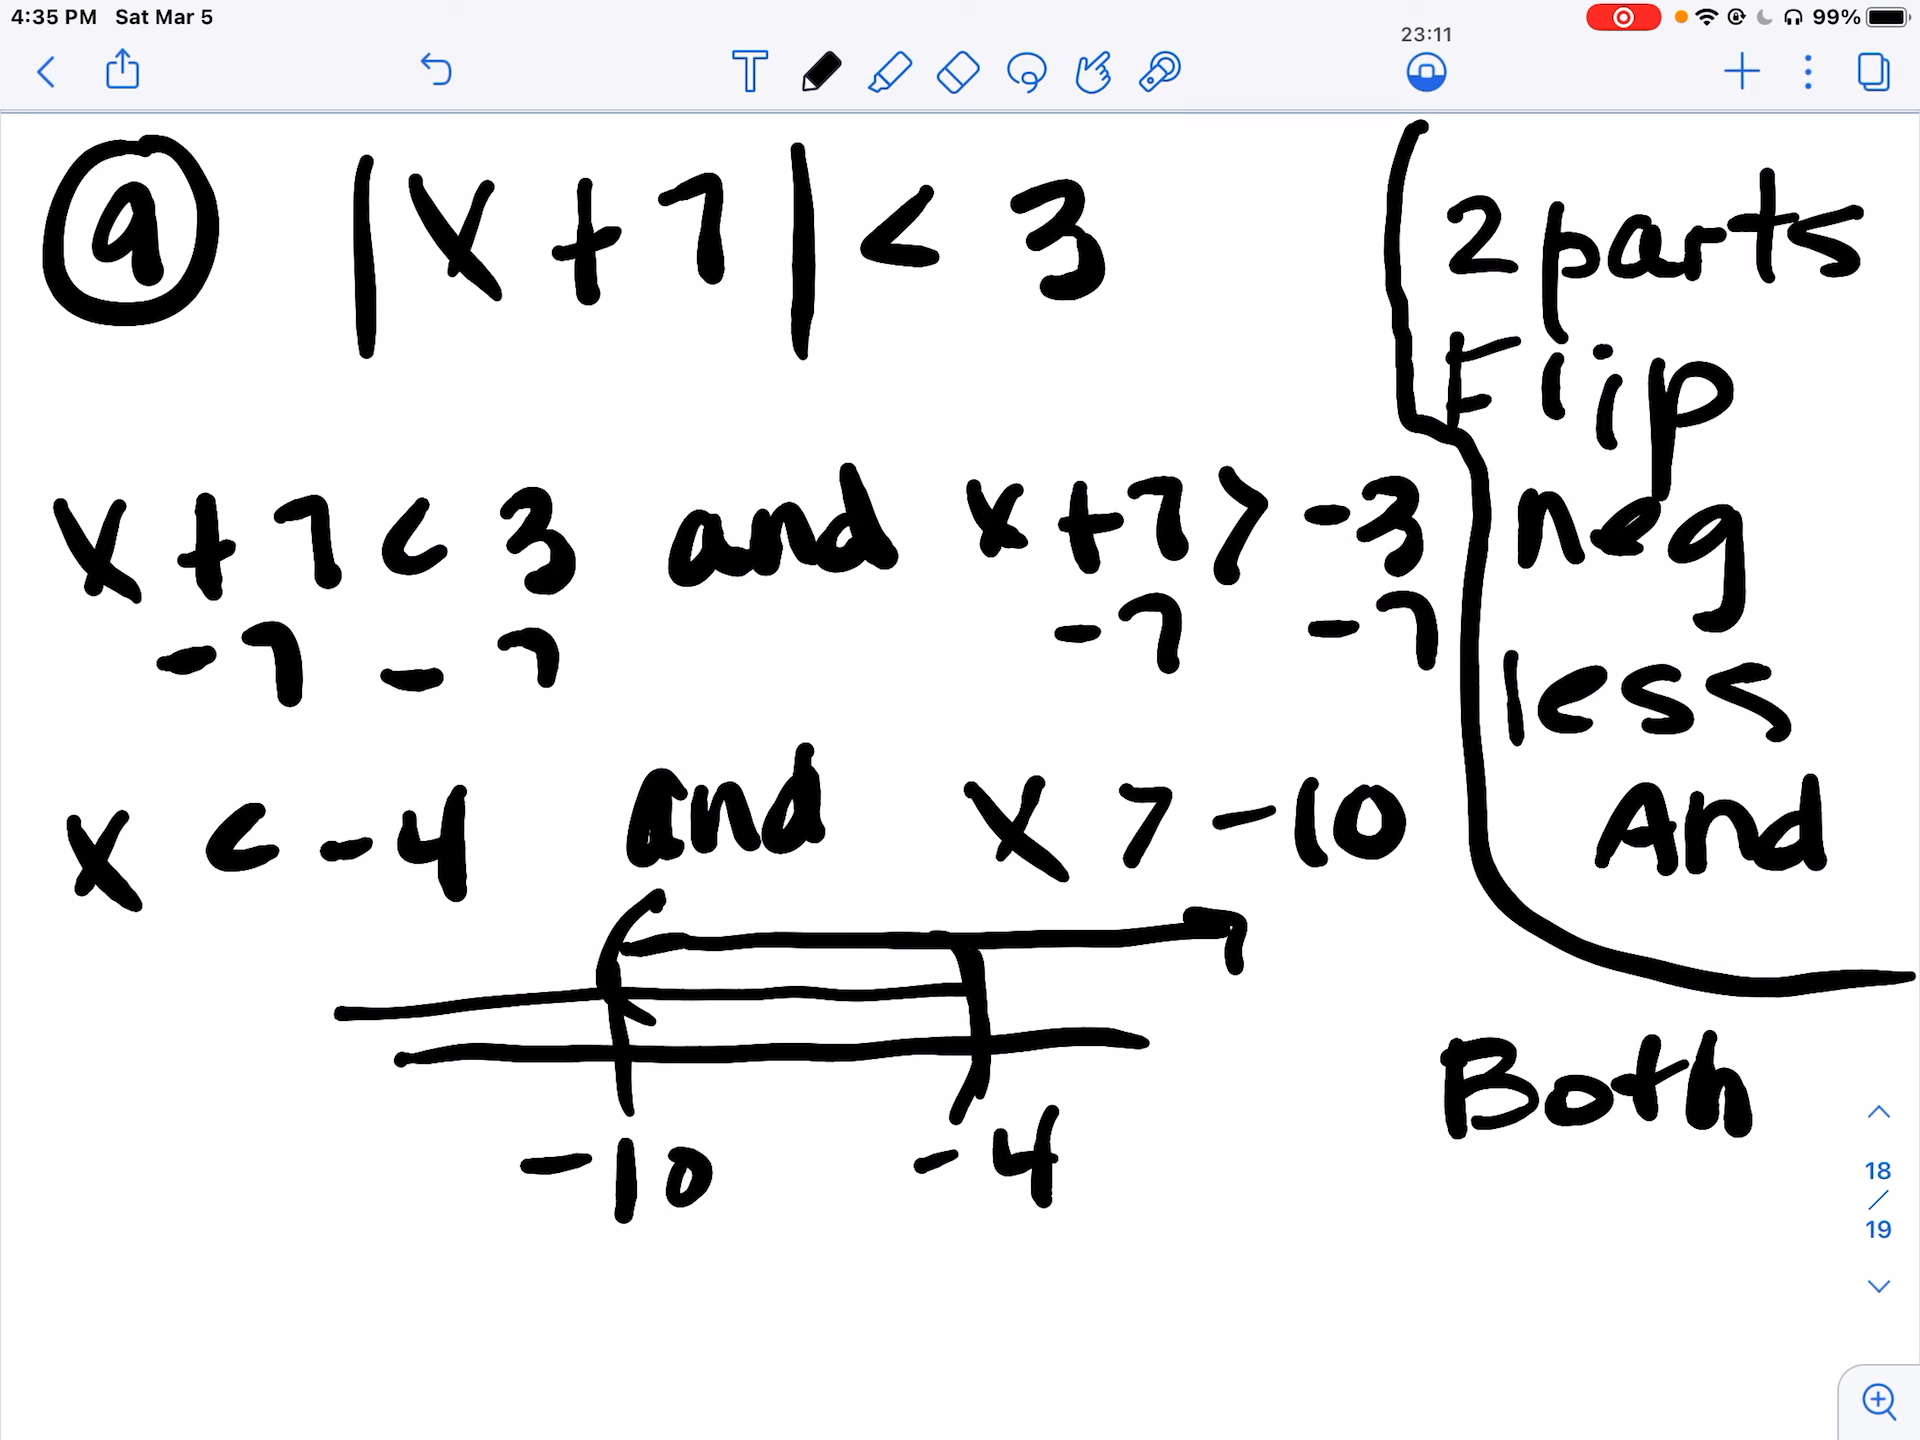 4:35 PM Sat Mar 5
99%
23:11
T
a |x + 7| < 3
2 parts
Flip
neg
less
And
x + 7 < 3 and x + 7 > -3
-7 -7 -7 -7
x < -4 and x > -10
-10 -4
Both
18
/
19